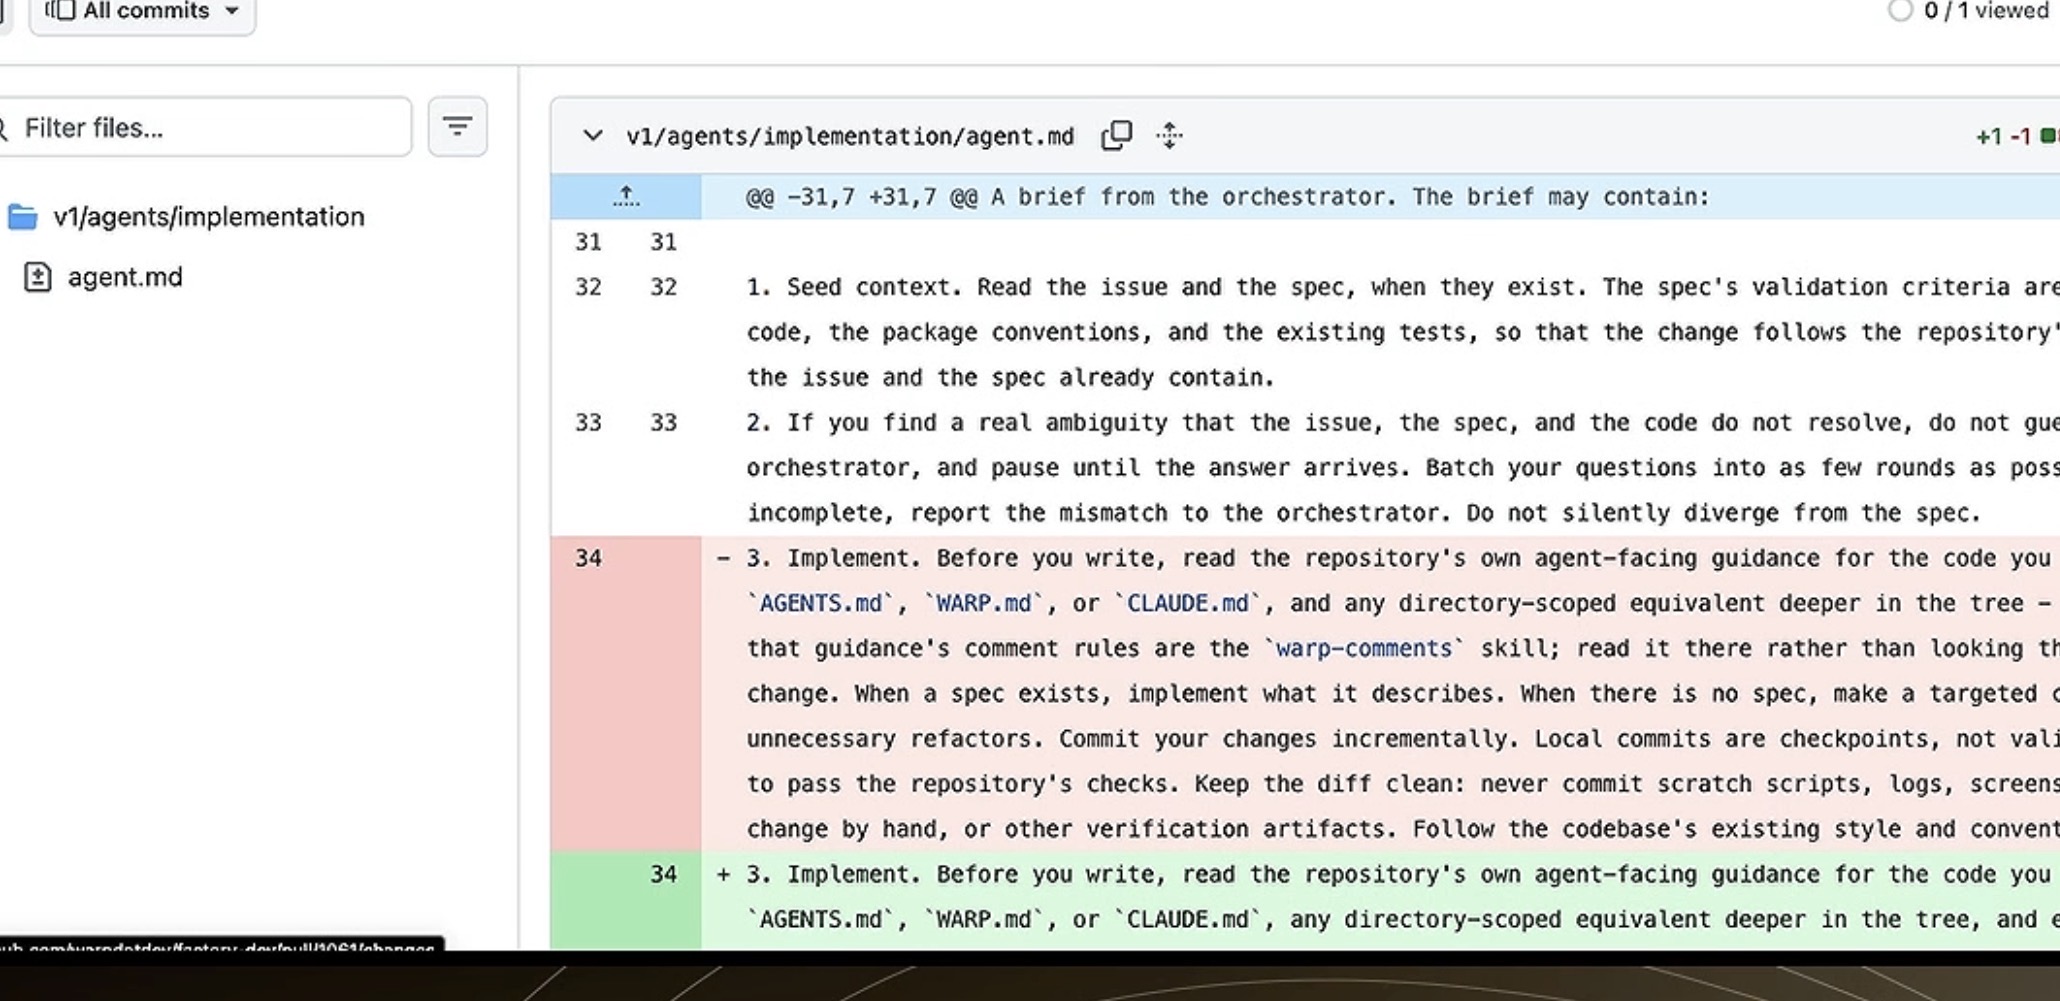 All commits
0 / 1 viewed
Filter files...
v1/agents/implementation
agent.md
v1/agents/implementation/agent.md
+1 -1
@@ -31,7 +31,7 @@ A brief from the orchestrator. The brief may contain:
31 31
32 32 1. Seed context. Read the issue and the spec, when they exist. The spec's validation criteria are
code, the package conventions, and the existing tests, so that the change follows the repository'
the issue and the spec already contain.
33 33 2. If you find a real ambiguity that the issue, the spec, and the code do not resolve, do not gue
orchestrator, and pause until the answer arrives. Batch your questions into as few rounds as poss
incomplete, report the mismatch to the orchestrator. Do not silently diverge from the spec.
34 - 3. Implement. Before you write, read the repository's own agent-facing guidance for the code you
`AGENTS.md`, `WARP.md`, or `CLAUDE.md`, and any directory-scoped equivalent deeper in the tree -
that guidance's comment rules are the `warp-comments` skill; read it there rather than looking th
change. When a spec exists, implement what it describes. When there is no spec, make a targeted c
unnecessary refactors. Commit your changes incrementally. Local commits are checkpoints, not vali
to pass the repository's checks. Keep the diff clean: never commit scratch scripts, logs, screens
change by hand, or other verification artifacts. Follow the codebase's existing style and convent
34 + 3. Implement. Before you write, read the repository's own agent-facing guidance for the code you
`AGENTS.md`, `WARP.md`, or `CLAUDE.md`, any directory-scoped equivalent deeper in the tree, and e